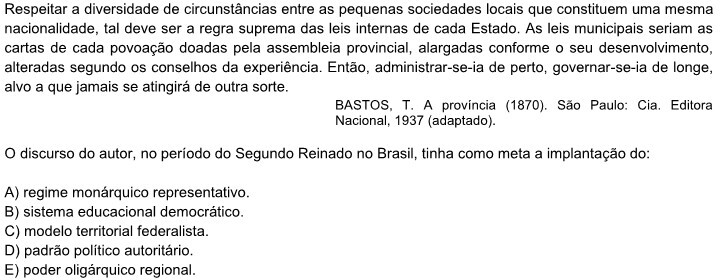 Respeitar a diversidade de circunstâncias entre as pequenas sociedades locais que constituem uma mesma
nacionalidade, tal deve ser a regra suprema das leis internas de cada Estado. As leis municipais seriam as
cartas de cada povoação doadas pela assembleia provincial, alargadas conforme o seu desenvolvimento,
alteradas segundo os conselhos da experiência. Então, administrar-se-ia de perto, governar-se-ia de longe,
alvo a que jamais se atingirá de outra sorte.
BASTOS, T. A província (1870). São Paulo: Cia. Editora
Nacional, 1937 (adaptado).
O discurso do autor, no período do Segundo Reinado no Brasil, tinha como meta a implantação do:
A) regime monárquico representativo.
B) sistema educacional democrático.
C) modelo territorial federalista.
D) padrão político autoritário.
E) poder oligárquico regional.